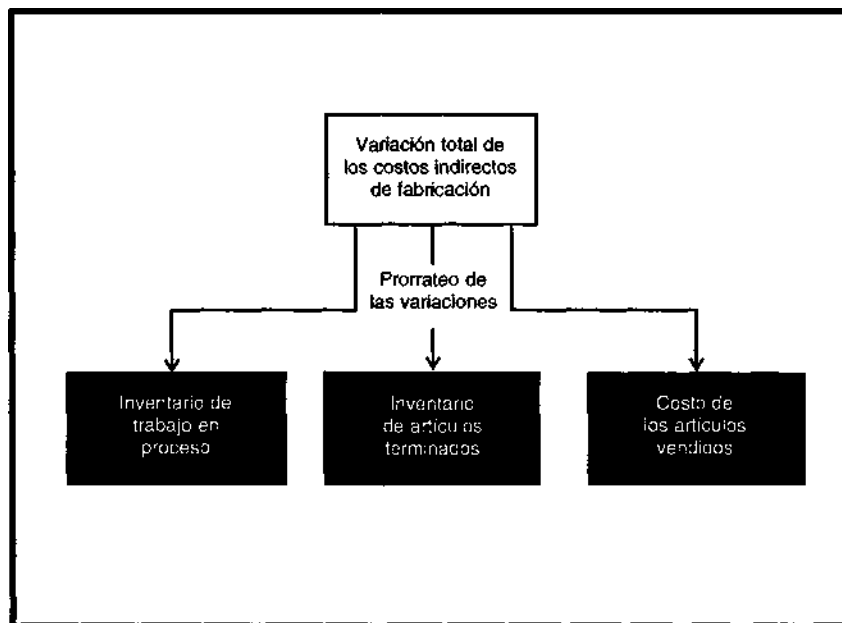 Variación total de
los costos indirectos
de fabricación
Prorrateo de
las variaciones
Inventario de
trabajo en
proceso
Inventario
de artículos
terminados
Costo de
los artículos
vendidos